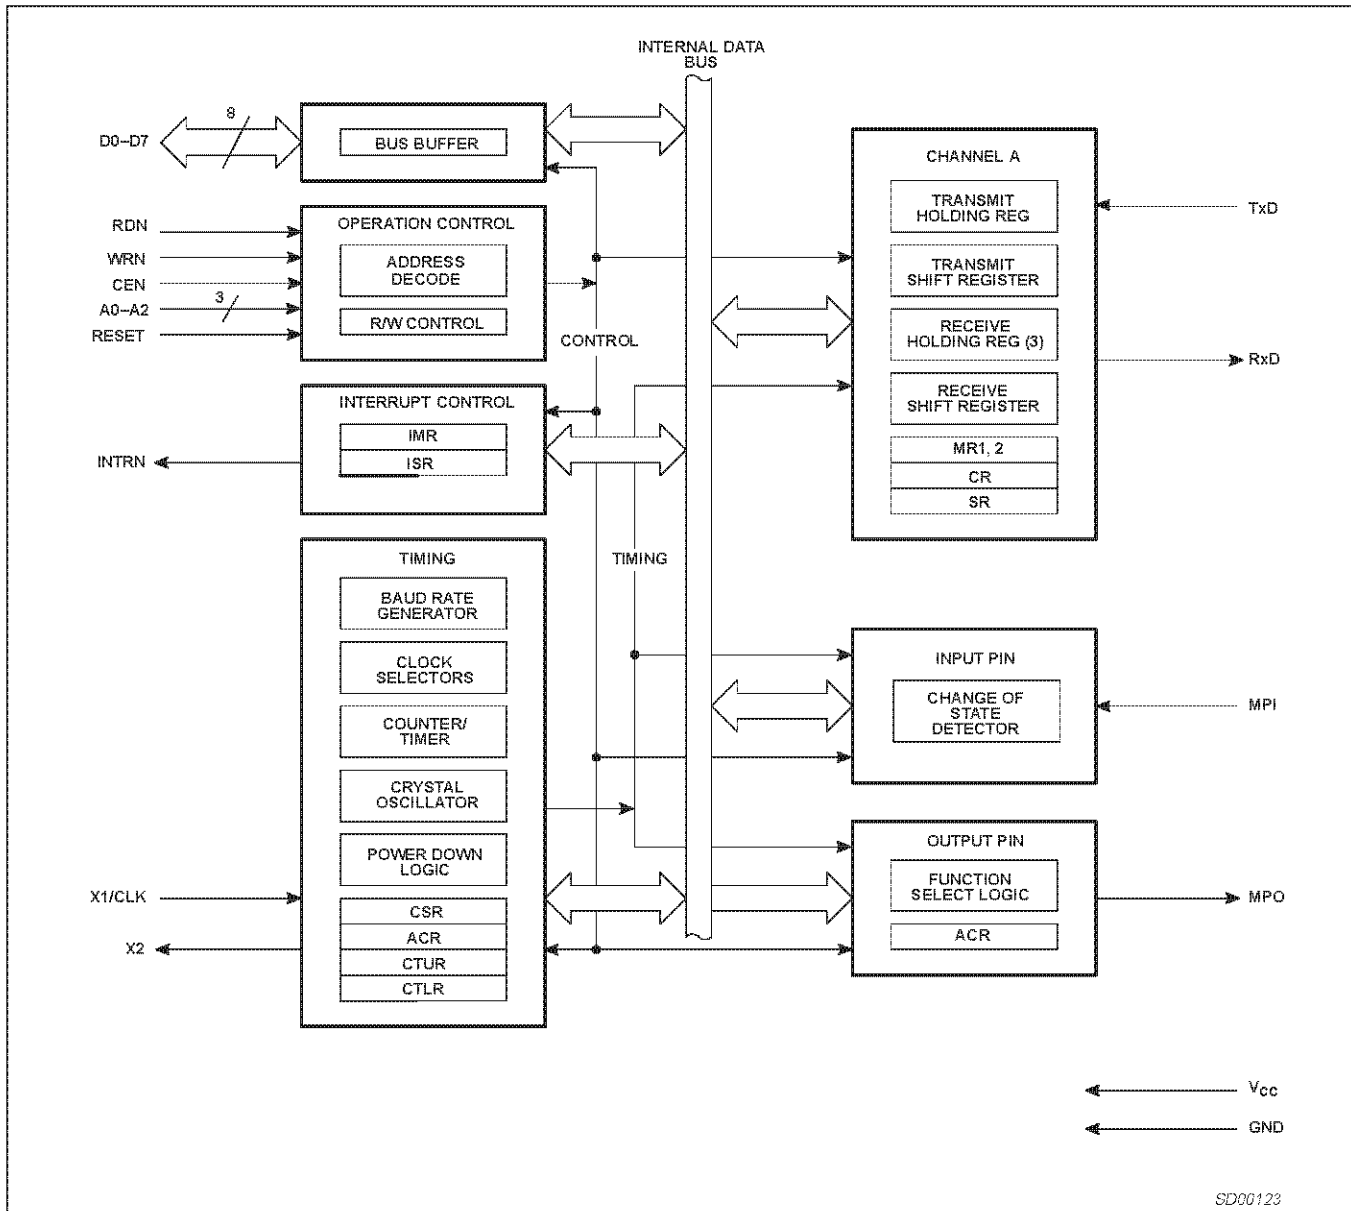 INTERNAL DATA
BUS
8
D0–D7
BUS BUFFER
RDN
WRN
CEN
A0–A2
3
RESET
OPERATION CONTROL
ADDRESS
DECODE
R/W CONTROL
CONTROL
INTERRUPT CONTROL
IMR
ISR
INTRN
TIMING
BAUD RATE
GENERATOR
CLOCK
SELECTORS
COUNTER/
TIMER
CRYSTAL
OSCILLATOR
POWER DOWN
LOGIC
CSR
ACR
CTUR
CTLR
X1/CLK
X2
TIMING
CHANNEL A
TRANSMIT
HOLDING REG
TRANSMIT
SHIFT REGISTER
RECEIVE
HOLDING REG (3)
RECEIVE
SHIFT REGISTER
MR1, 2
CR
SR
TxD
RxD
INPUT PIN
CHANGE OF
STATE
DETECTOR
MPI
OUTPUT PIN
FUNCTION
SELECT LOGIC
ACR
MPO
VCC
GND
SD00123